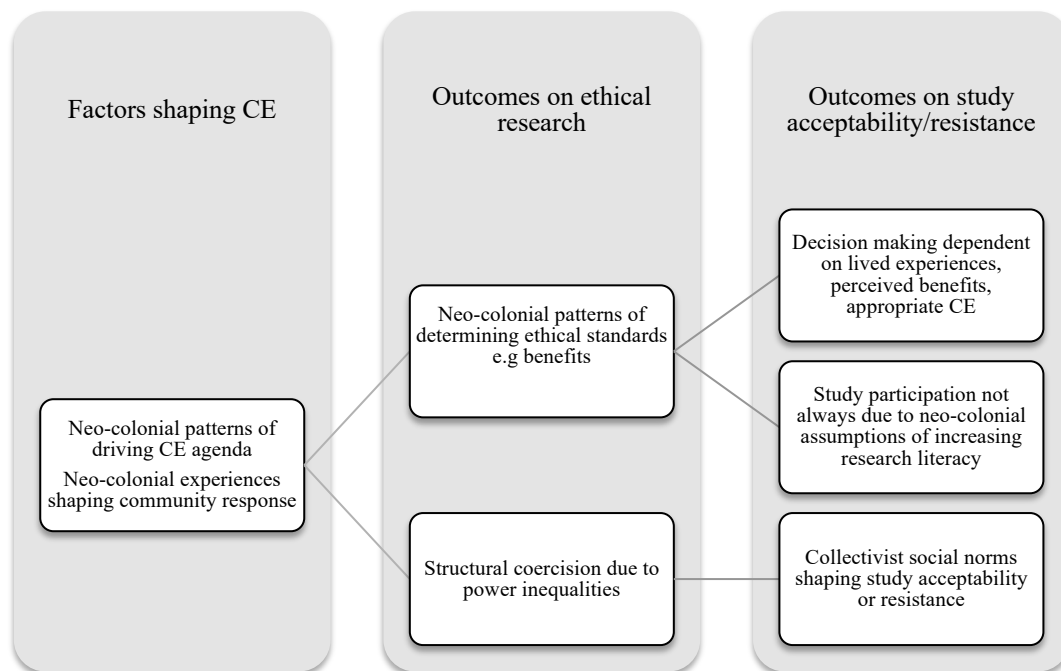 Factors shaping CE
Outcomes on ethical
research
Outcomes on study
acceptability/resistance
Neo-colonial patterns of
driving CE agenda
Neo-colonial experiences
shaping community response
Neo-colonial patterns of
determining ethical standards
e.g benefits
Structural coercision due to
power inequalities
Decision making dependent
on lived experiences,
perceived benefits,
appropriate CE
Study participation not
always due to neo-colonial
assumptions of increasing
research literacy
Collectivist social norms
shaping study acceptability
or resistance